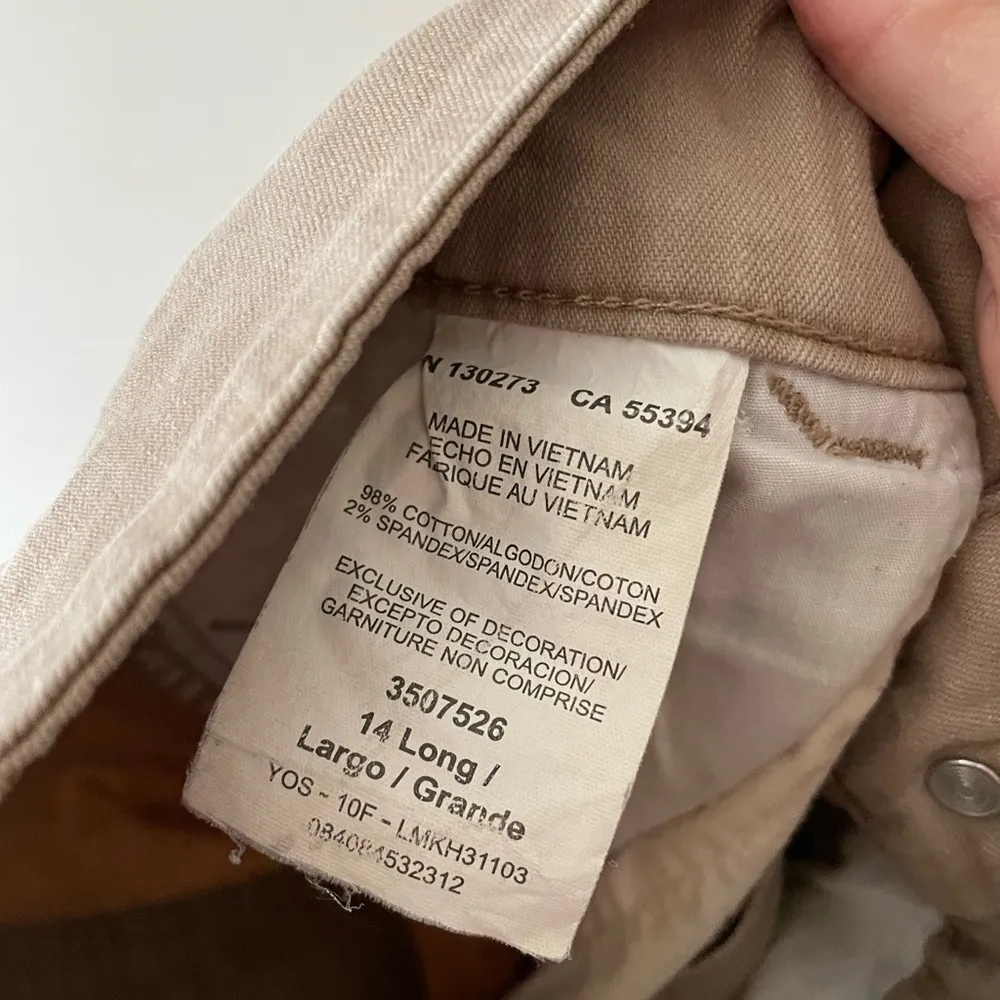 N 130273 CA 55394
MADE IN VIETNAM
ECHO EN VIETNAM
FABRIQUE AU VIETNAM
98% COTTON/ALGODON/COTON
2% SPANDEX/SPANDEX/SPANDEX
EXCLUSIVE OF DECORATION/
EXCEPTO DECORACION/
GARNITURE NON COMPRISE
3507526
14 Long /
Largo / Grande
YOS - 10F - LMKH31103
084084532312